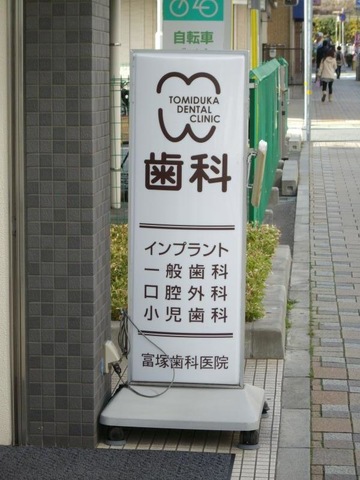 自転車
TOMIDUKA
DENTAL
CLINIC
歯科
インプラント
一般歯科
口腔外科
小児歯科
富塚歯科医院